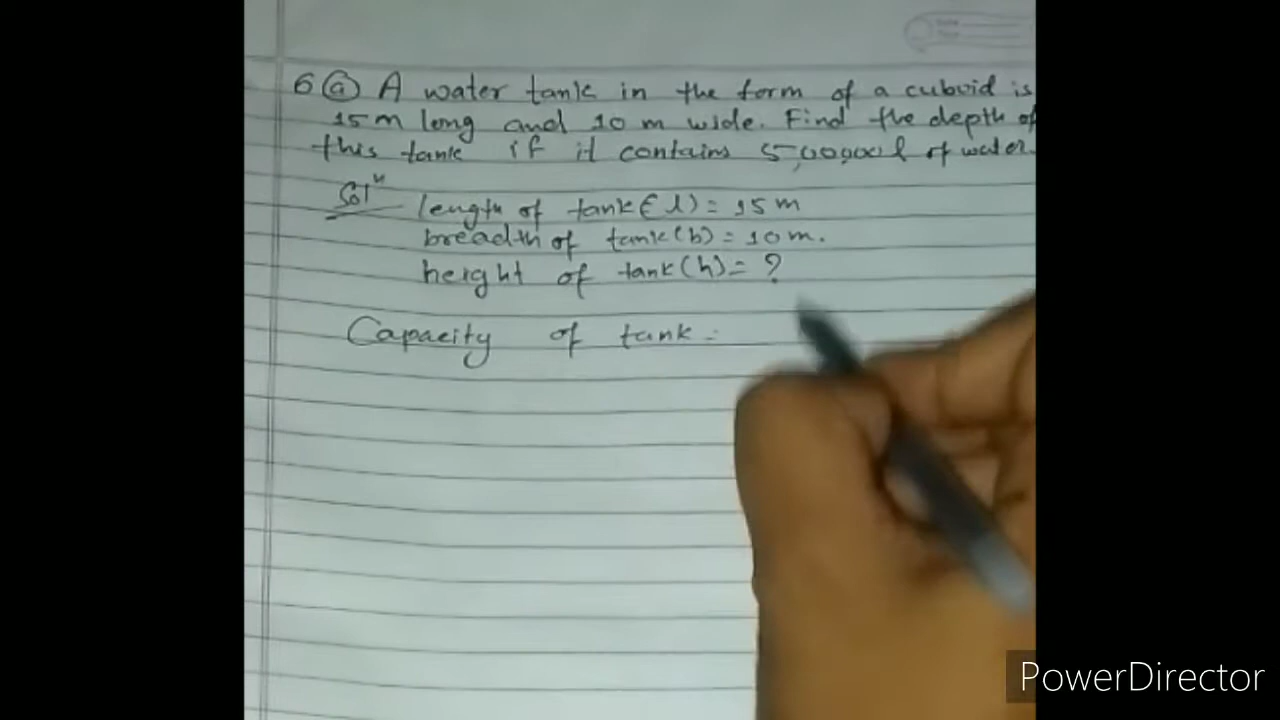 6 (a) A water tank in the form of a cuboid is
15 m long and 10 m wide. Find the depth of
this tank if it contains 5,00,000 l of water.
Solⁿ length of tank (l) = 15 m
breadth of tank (b) = 10 m.
height of tank (h) = ?
Capacity of tank =
PowerDirector